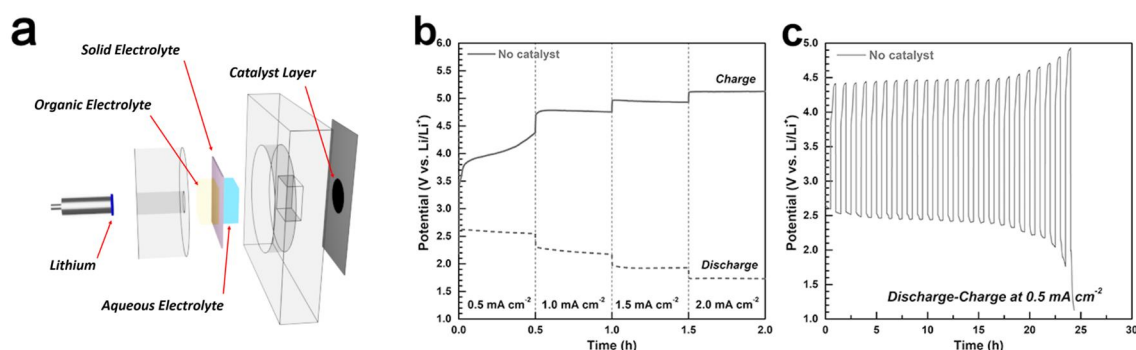 a
Solid Electrolyte
Organic Electrolyte
Catalyst Layer
Lithium
Aqueous Electrolyte
b
Potential (V vs. Li/Li⁺)
6.0
5.5
5.0
4.5
4.0
3.5
3.0
2.5
2.0
1.5
1.0
No catalyst
Charge
Discharge
0.5 mA cm⁻² 1.0 mA cm⁻² 1.5 mA cm⁻² 2.0 mA cm⁻²
0.0 0.5 1.0 1.5 2.0
Time (h)
c
Potential (V vs. Li/Li⁺)
5.0
4.5
4.0
3.5
3.0
2.5
2.0
1.5
1.0
No catalyst
Discharge-Charge at 0.5 mA cm⁻²
0 5 10 15 20 25 30
Time (h)